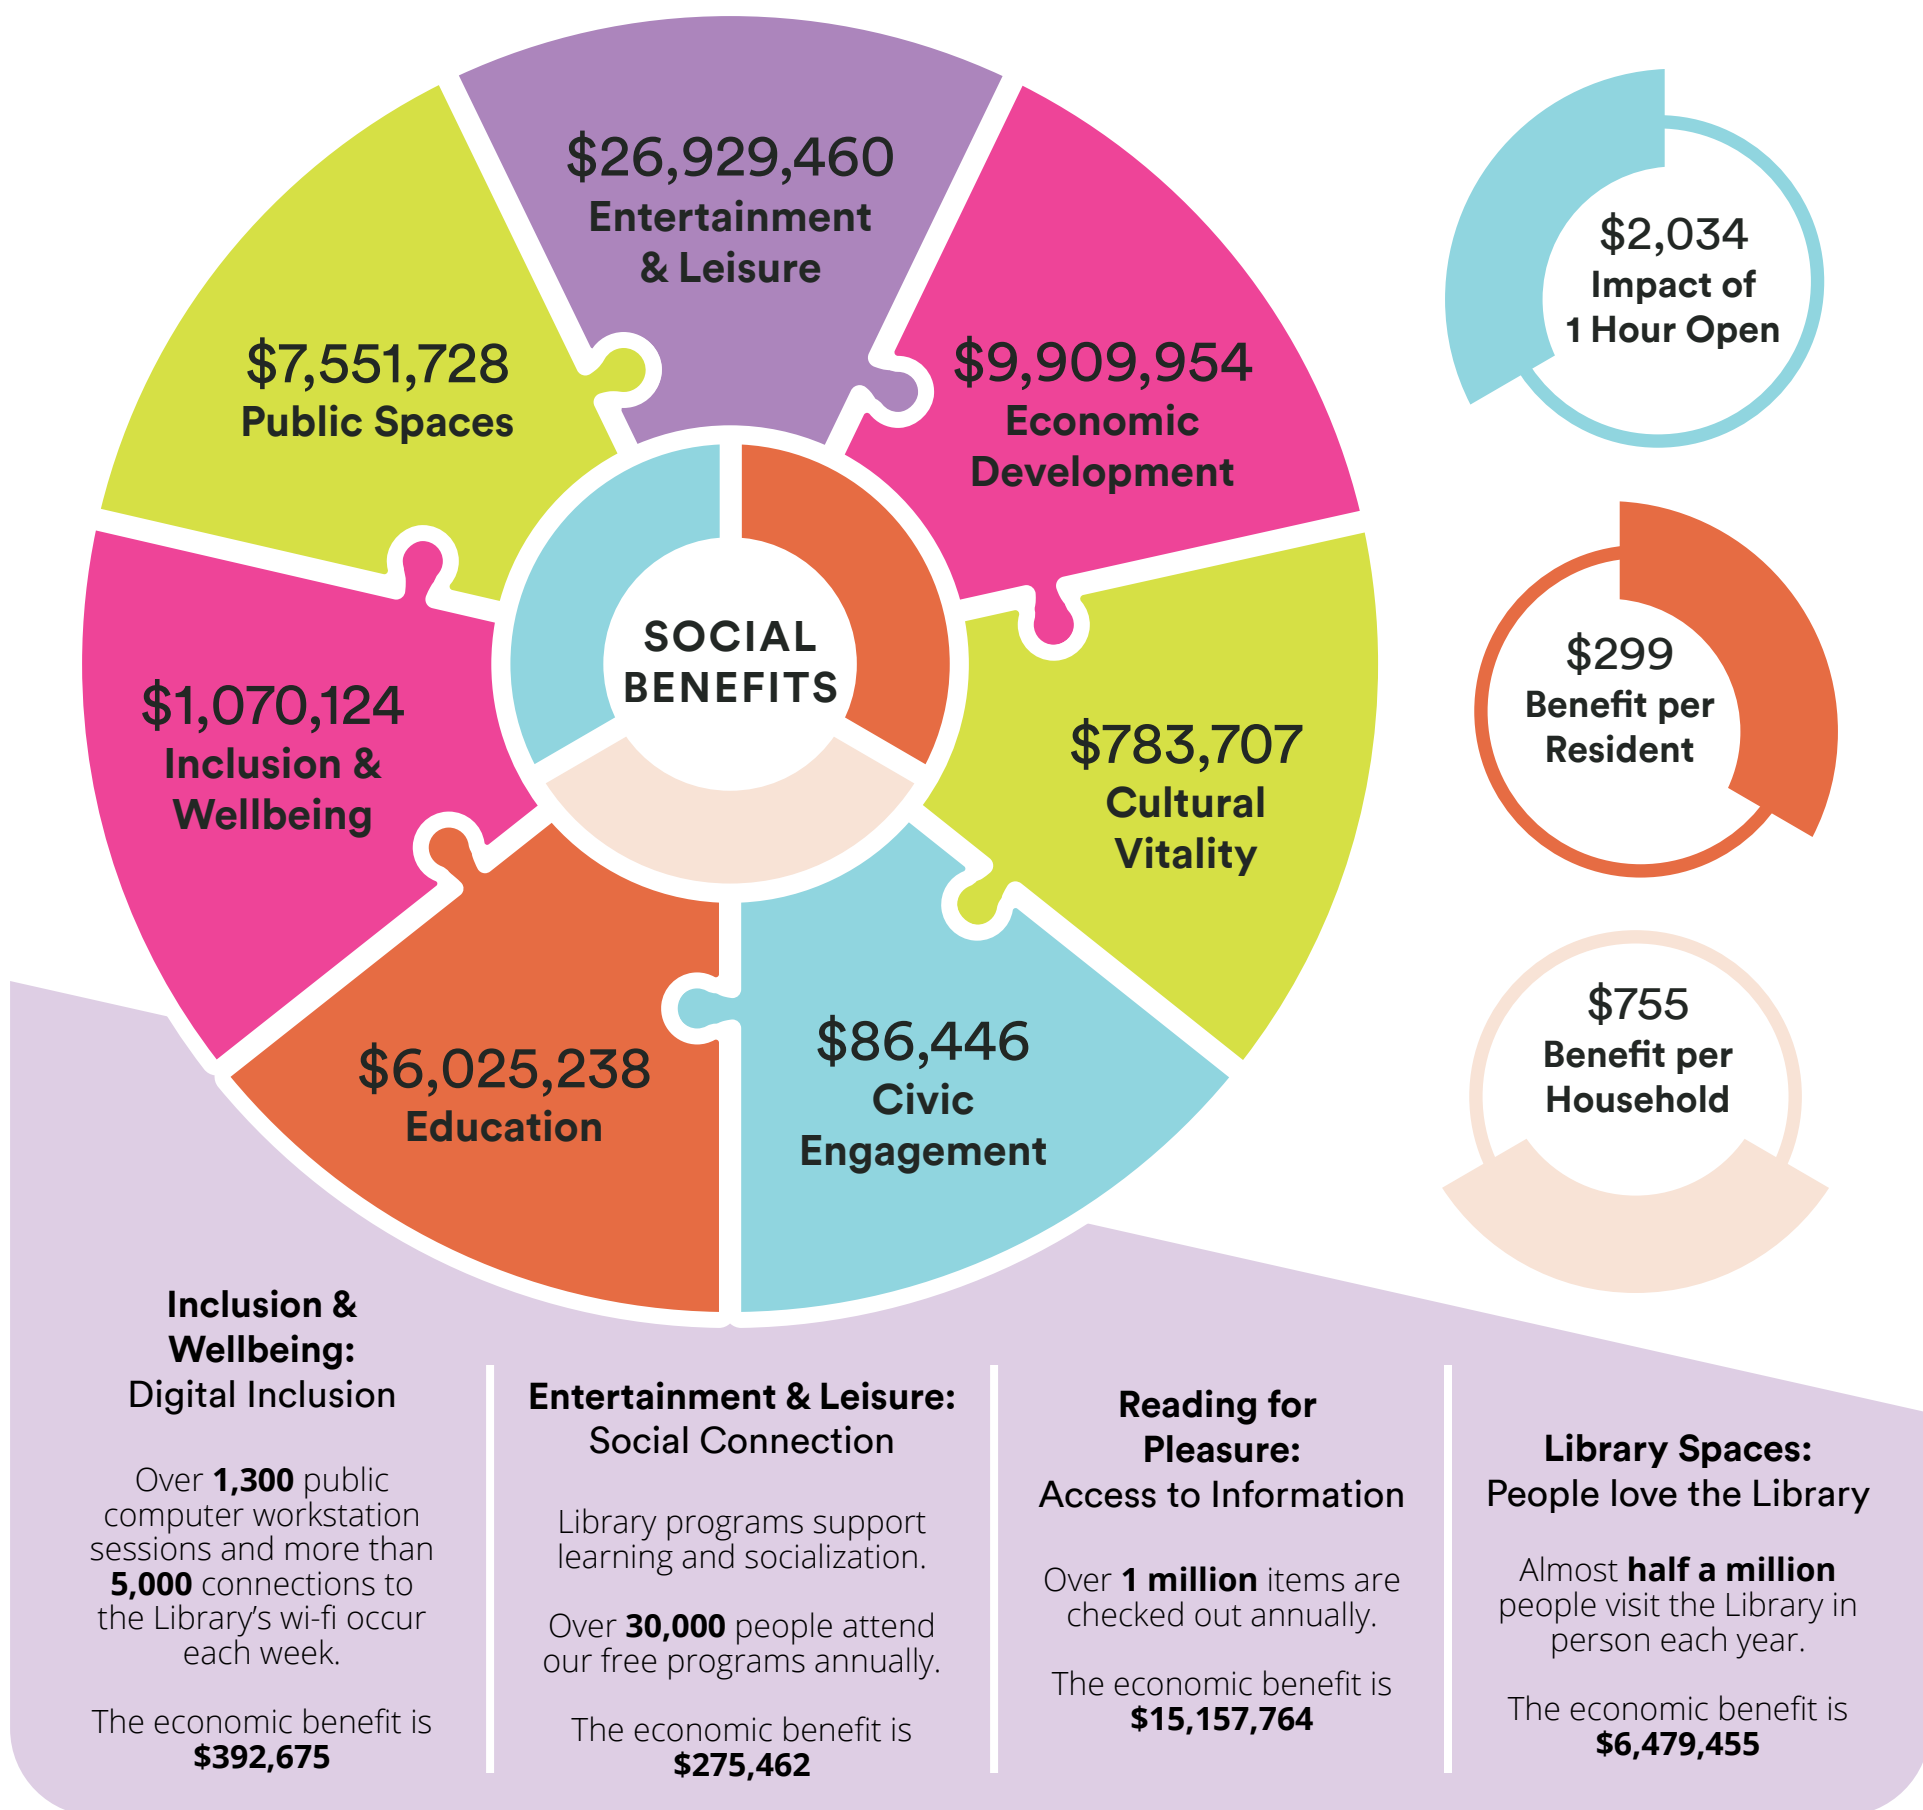 $26,929,460
Entertainment
& Leisure
$7,551,728
Public Spaces
$9,909,954
Economic
Development
SOCIAL
BENEFITS
$1,070,124
Inclusion &
Wellbeing
$783,707
Cultural
Vitality
$6,025,238
Education
$86,446
Civic
Engagement
$2,034
Impact of
1 Hour Open
$299
Benefit per
Resident
$755
Benefit per
Household
Inclusion &
Wellbeing:
Digital Inclusion
Over 1,300 public
computer workstation
sessions and more than
5,000 connections to
the Library’s wi-fi occur
each week.
The economic benefit is
$392,675
Entertainment & Leisure:
Social Connection
Library programs support
learning and socialization.
Over 30,000 people attend
our free programs annually.
The economic benefit is
$275,462
Reading for
Pleasure:
Access to Information
Over 1 million items are
checked out annually.
The economic benefit is
$15,157,764
Library Spaces:
People love the Library
Almost half a million
people visit the Library in
person each year.
The economic benefit is
$6,479,455